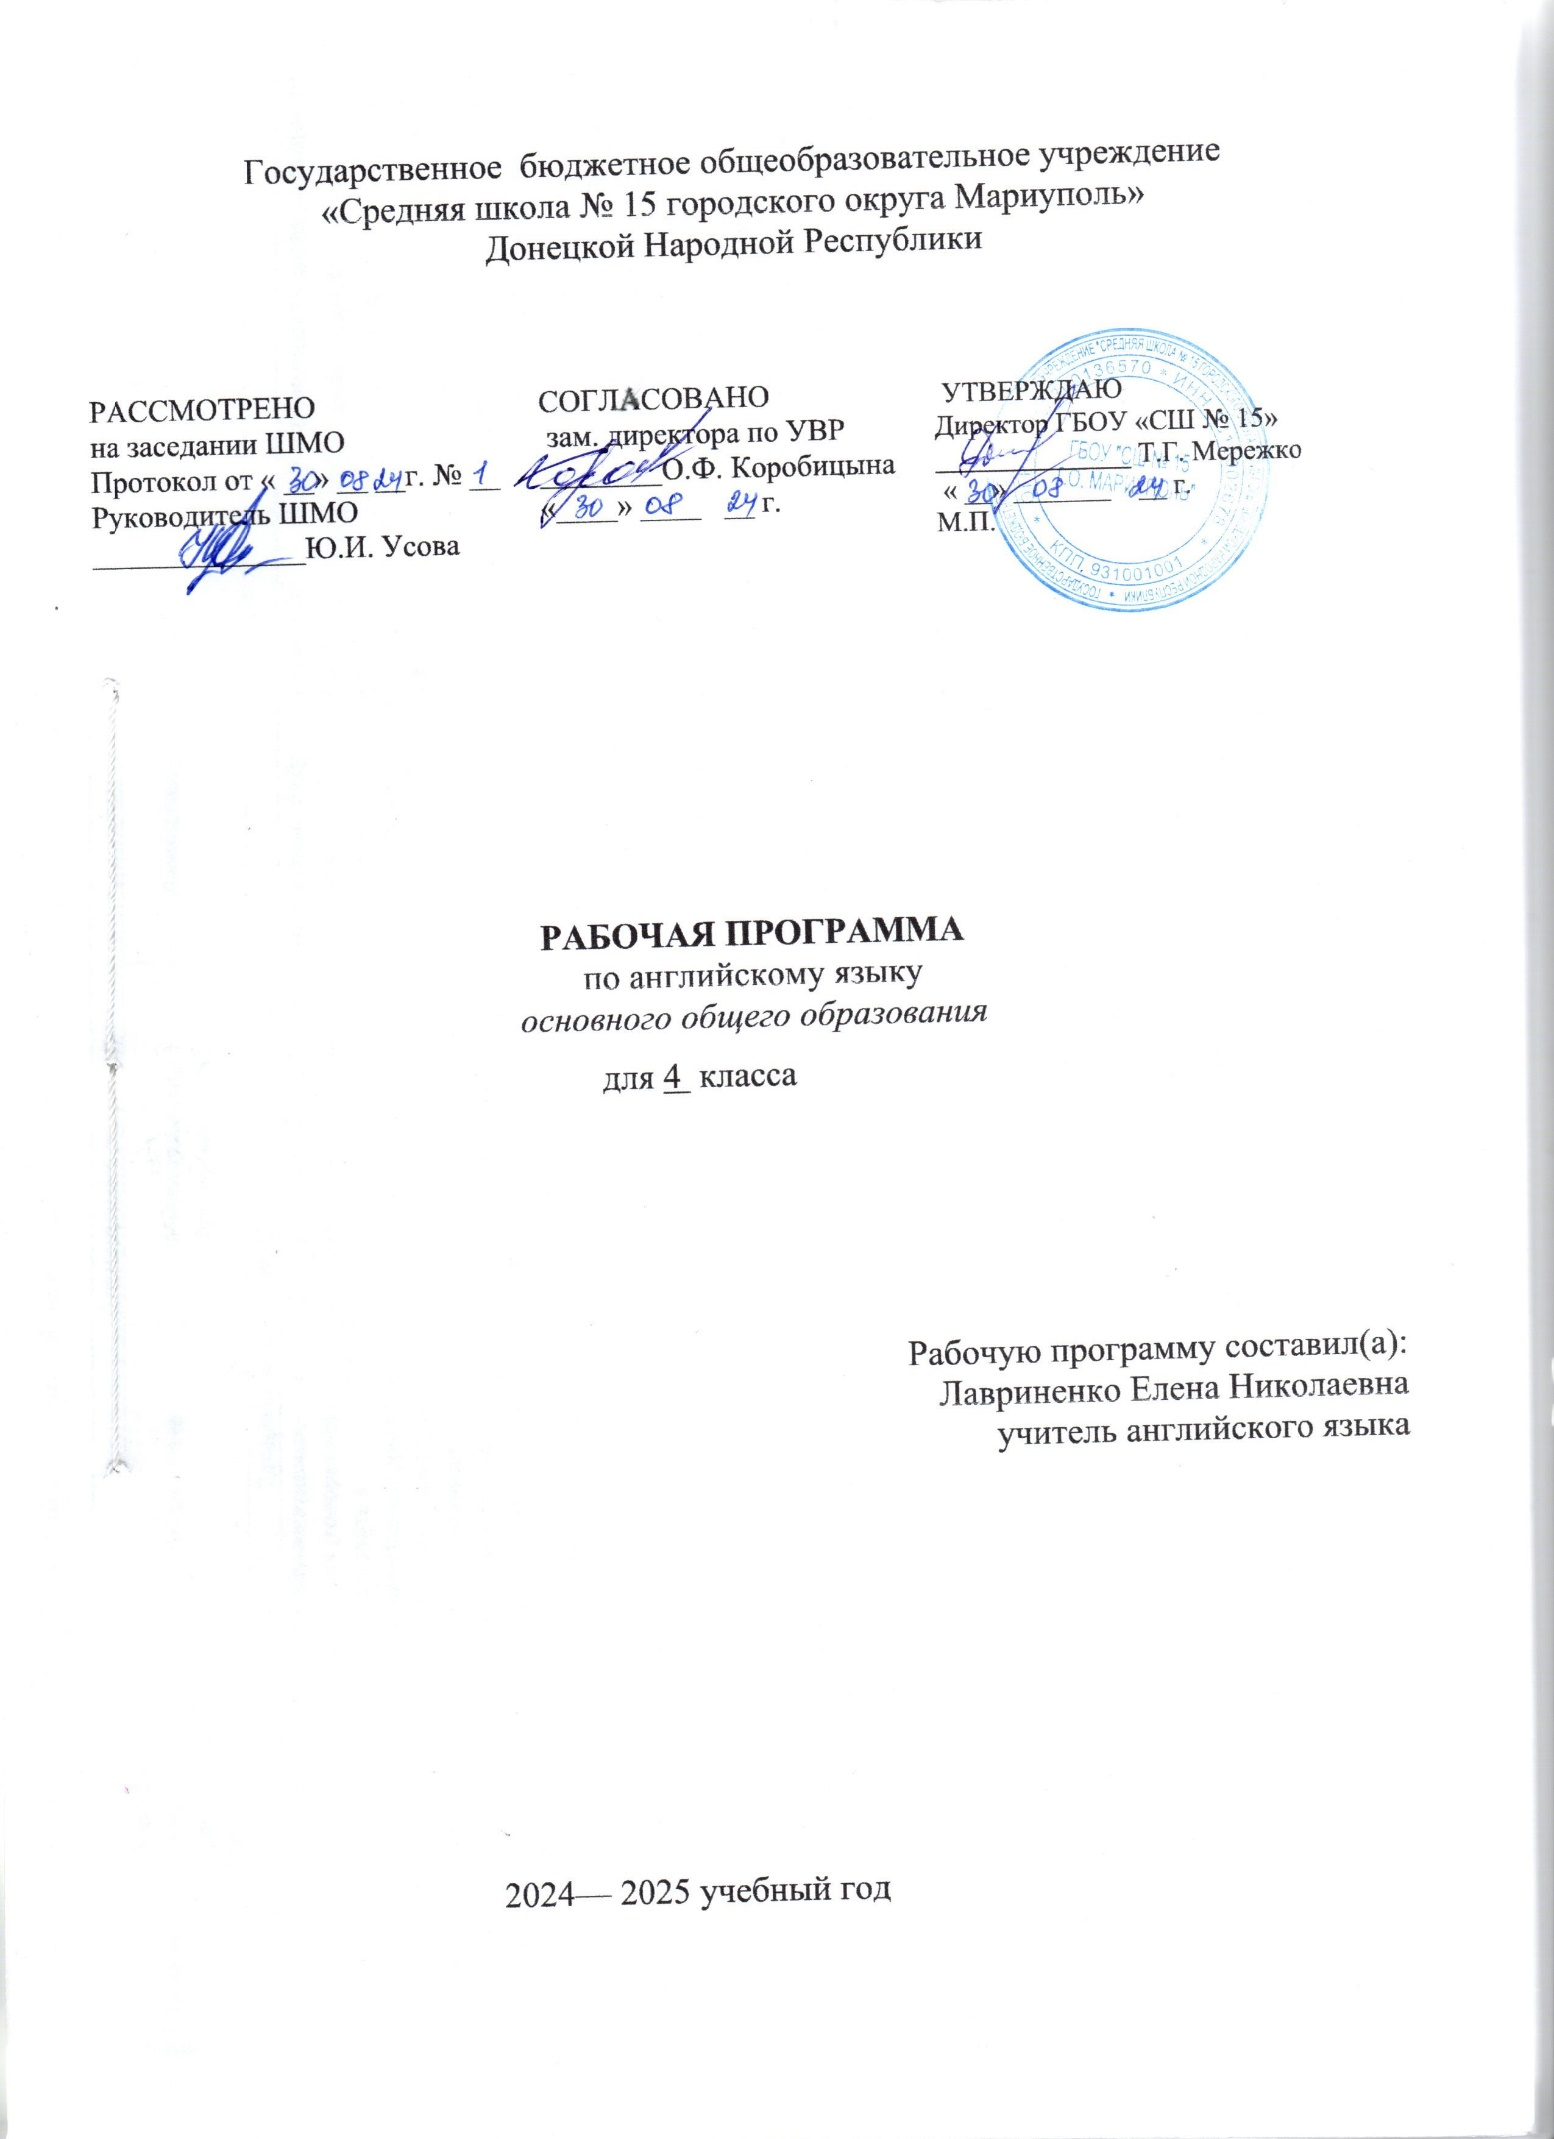 Государственное бюджетное общеобразовательное учреждение
«Средняя школа № 15 городского округа Мариуполь»
Донецкой Народной Республики
РАССМОТРЕНО
на заседании ШМО
Протокол от « 30 » 08 24 г. № 1
Руководитель ШМО
Ю.И. Усова
СОГЛАСОВАНО
зам. директора по УВР
О.Ф. Коробицына
« 30 » 08 24 г.
УТВЕРЖДАЮ
Директор ГБОУ «СШ № 15»
Т.Г. Мережко
« 30 » 08 24 г.
М.П.
КПП. 931001001
РАБОЧАЯ ПРОГРАММА
по английскому языку
основного общего образования
для 4 класса
Рабочую программу составил(а):
Лавриненко Елена Николаевна
учитель английского языка
2024— 2025 учебный год